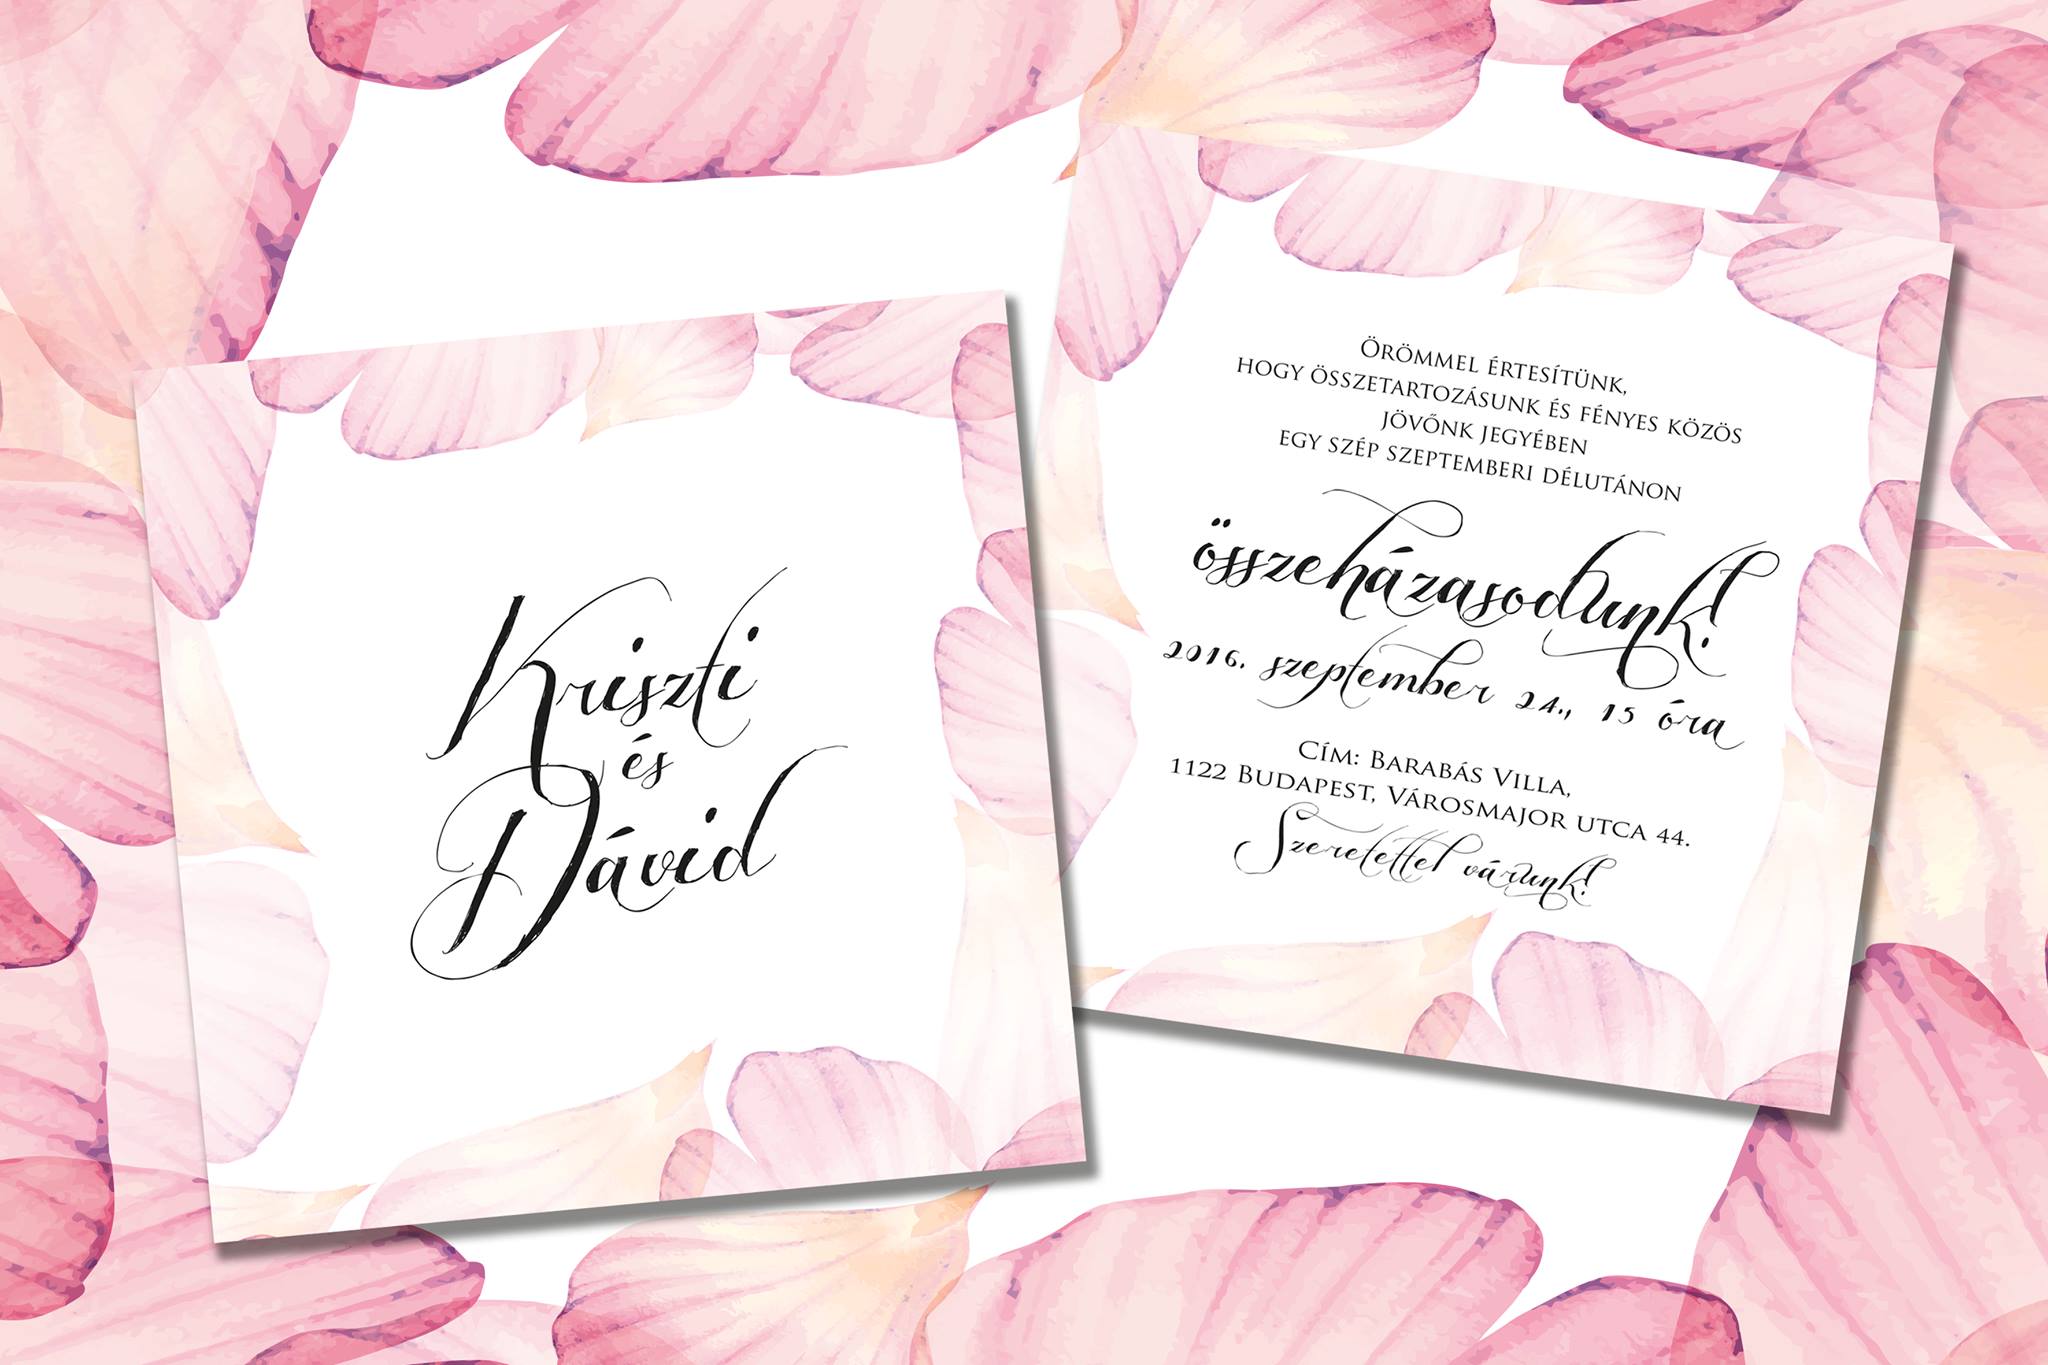 Kriszti
és
Dávid
Örömmel értesítünk,
hogy összetartozásunk és fényes közös
jövőnk jegyében
egy szép szeptemberi délutánon
összeházasodunk!
2016. szeptember 24., 15 óra
Cím: Barabás Villa,
1122 Budapest, Városmajor utca 44.
Szeretettel várunk!